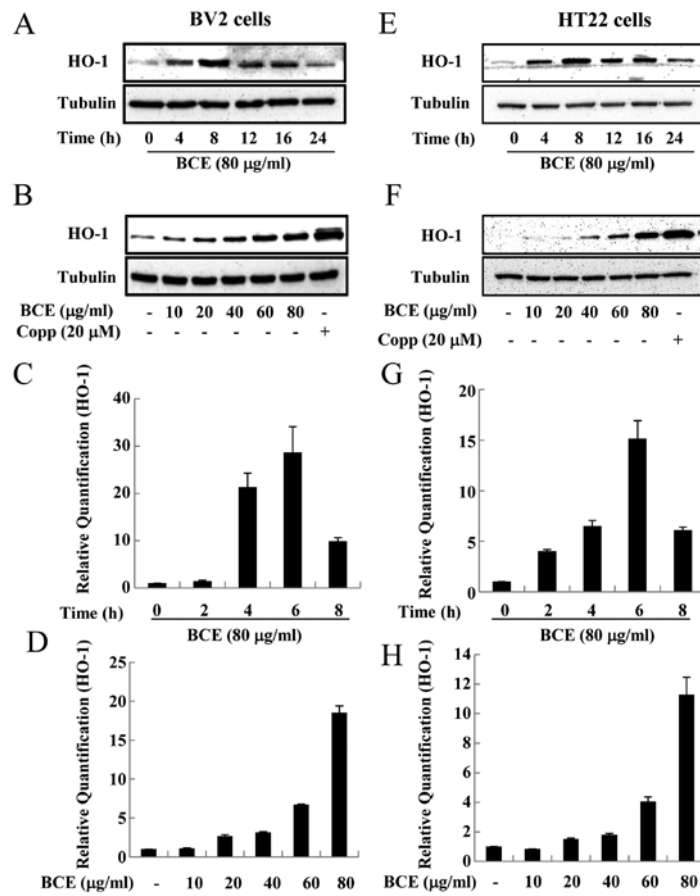 BV2 cells
A
HO-1
Tubulin
Time (h) 0 4 8 12 16 24
BCE (80 µg/ml)
B
HO-1
Tubulin
BCE (µg/ml) - 10 20 40 60 80 -
Copp (20 µM) - - - - - - +
C
Relative Quantification (HO-1)
40
30
20
10
0
Time (h) 0 2 4 6 8
BCE (80 µg/ml)
D
Relative Quantification (HO-1)
25
20
15
10
5
0
BCE (µg/ml) - 10 20 40 60 80
HT22 cells
E
HO-1
Tubulin
Time (h) 0 4 8 12 16 24
BCE (80 µg/ml)
F
HO-1
Tubulin
BCE (µg/ml) - 10 20 40 60 80 -
Copp (20 µM) - - - - - - +
G
Relative Quantification (HO-1)
20
15
10
5
0
Time (h) 0 2 4 6 8
BCE (80 µg/ml)
H
Relative Quantification (HO-1)
14
12
10
8
6
4
2
0
BCE (µg/ml) - 10 20 40 60 80